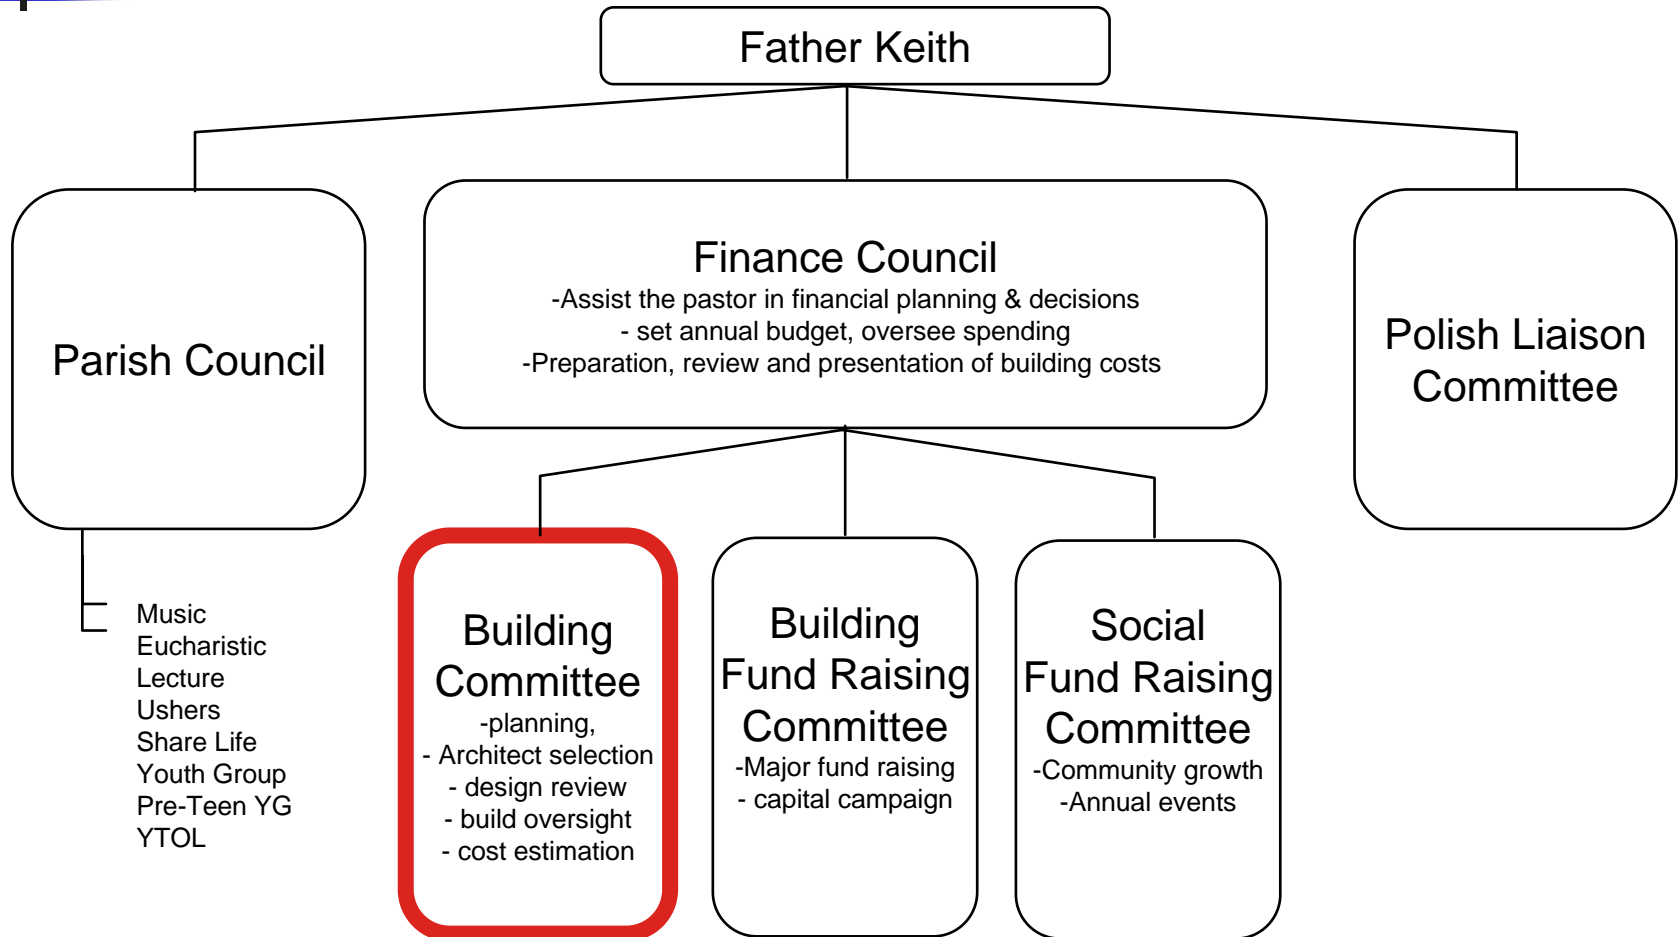 Father Keith
Parish Council
Finance Council
-Assist the pastor in financial planning & decisions
- set annual budget, oversee spending
-Preparation, review and presentation of building costs
Polish Liaison
Committee
Music
Eucharistic
Lecture
Ushers
Share Life
Youth Group
Pre-Teen YG
YTOL
Building
Committee
-planning,
- Architect selection
- design review
- build oversight
- cost estimation
Building
Fund Raising
Committee
-Major fund raising
- capital campaign
Social
Fund Raising
Committee
-Community growth
-Annual events